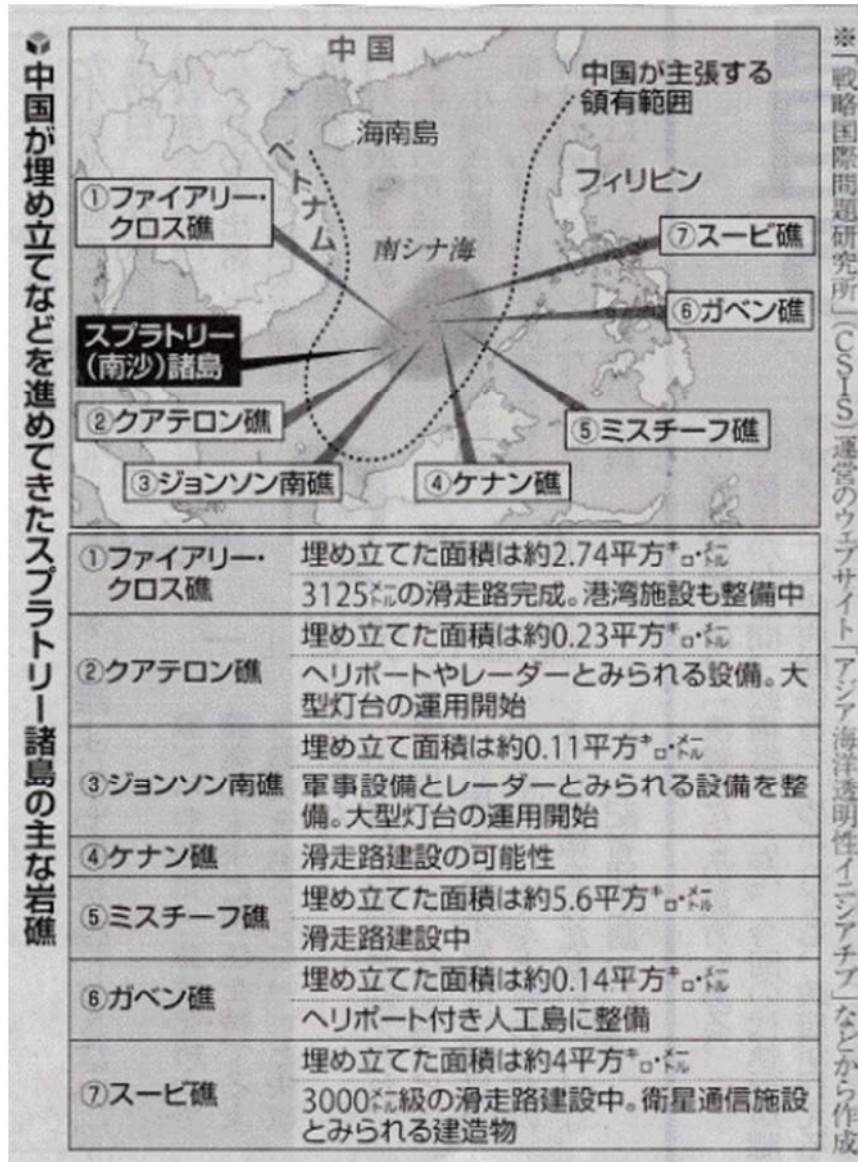 中国が埋め立てなどを進めてきたスプラトリー諸島の主な岩礁
中国
中国が主張する
領有範囲
海南島
ベトナム
フィリピン
①ファイアリー・
クロス礁
南シナ海
⑦スービ礁
⑥ガベン礁
スプラトリー
(南沙)諸島
②クアテロン礁
⑤ミスチーフ礁
③ジョンソン南礁
④ケナン礁
①ファイアリー・
クロス礁
埋め立てた面積は約2.74平方キロ・メートル
3125メートルの滑走路完成。港湾施設も整備中
②クアテロン礁
埋め立てた面積は約0.23平方キロ・メートル
ヘリポートやレーダーとみられる設備。大
型灯台の運用開始
③ジョンソン南礁
埋め立て面積は約0.11平方キロ・メートル
軍事設備とレーダーとみられる設備を整
備。大型灯台の運用開始
④ケナン礁
滑走路建設の可能性
⑤ミスチーフ礁
埋め立てた面積は約5.6平方キロ・メートル
滑走路建設中
⑥ガベン礁
埋め立てた面積は約0.14平方キロ・メートル
ヘリポート付き人工島に整備
⑦スービ礁
埋め立てた面積は約4平方キロ・メートル
3000メートル級の滑走路建設中。衛星通信施設
とみられる建造物
※「戦略国際問題研究所」(CSIS)運営のウェブサイト「アジア海洋透明性イニシアチブ」などから作成